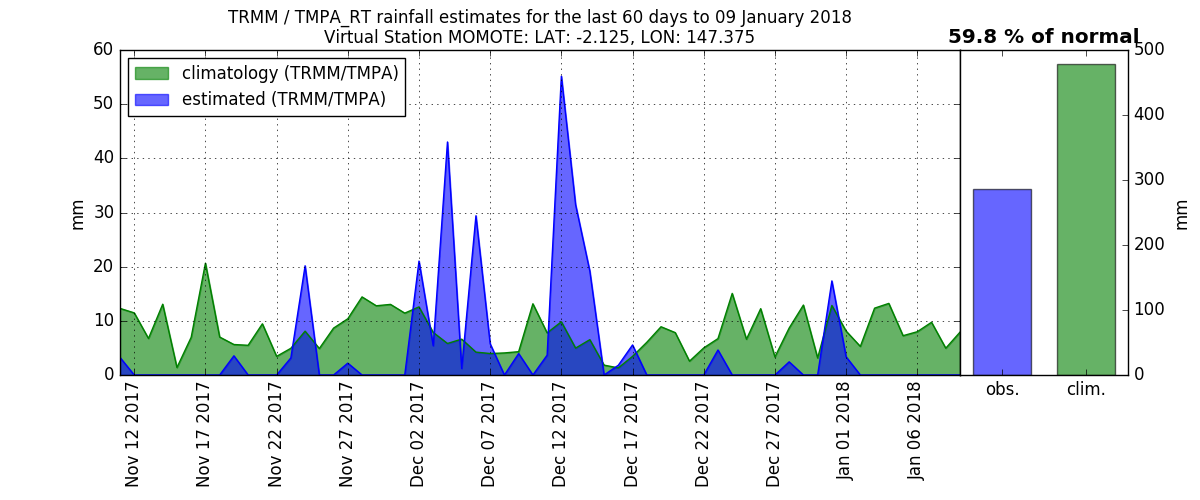 TRMM / TMPA_RT rainfall estimates for the last 60 days to 09 January 2018
Virtual Station MOMOTE: LAT: -2.125, LON: 147.375
59.8 % of normal
climatology (TRMM/TMPA)
estimated (TRMM/TMPA)
60
50
40
30
20
10
0
mm
Nov 12 2017
Nov 17 2017
Nov 22 2017
Nov 27 2017
Dec 02 2017
Dec 07 2017
Dec 12 2017
Dec 17 2017
Dec 22 2017
Dec 27 2017
Jan 01 2018
Jan 06 2018
obs.
clim.
500
400
300
200
100
0
mm